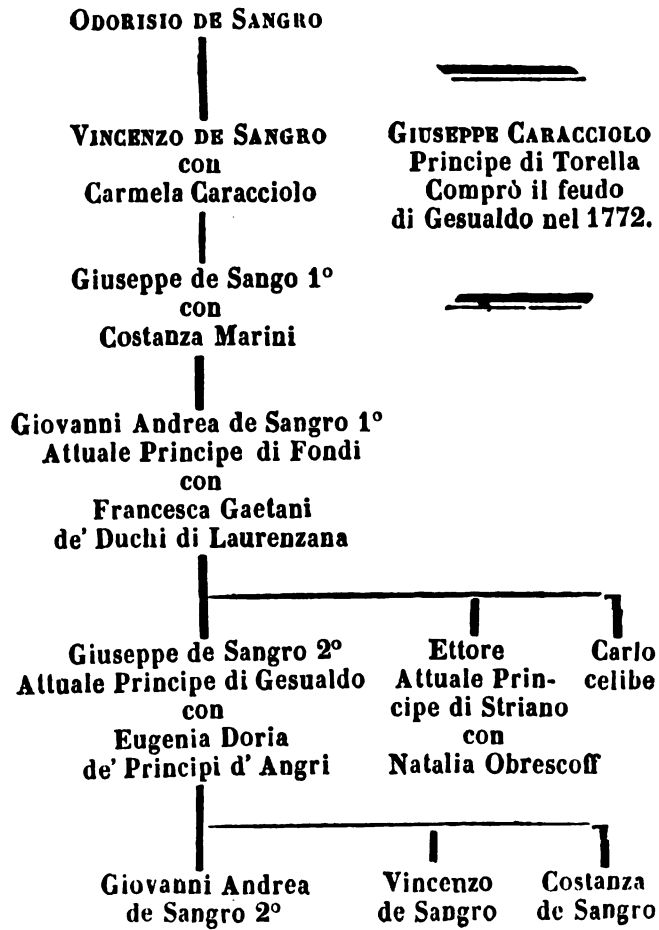 ODORISIO DE SANGRO
VINCENZO DE SANGRO
con
Carmela Caracciolo
GIUSEPPE CARACCIOLO
Principe di Torella
Comprò il feudo
di Gesualdo nel 1772.
Giuseppe de Sango 1º
con
Costanza Marini
Giovanni Andrea de Sangro 1º
Attuale Principe di Fondi
con
Francesca Gaetani
de' Duchi di Laurenzana
Giuseppe de Sangro 2º
Attuale Principe di Gesualdo
con
Eugenia Doria
de' Principi d' Angri
Ettore
Attuale Prin-
cipe di Striano
con
Natalia Obrescoff
Carlo
celibe
Giovanni Andrea
de Sangro 2º
Vincenzo
de Sangro
Costanza
de Sangro